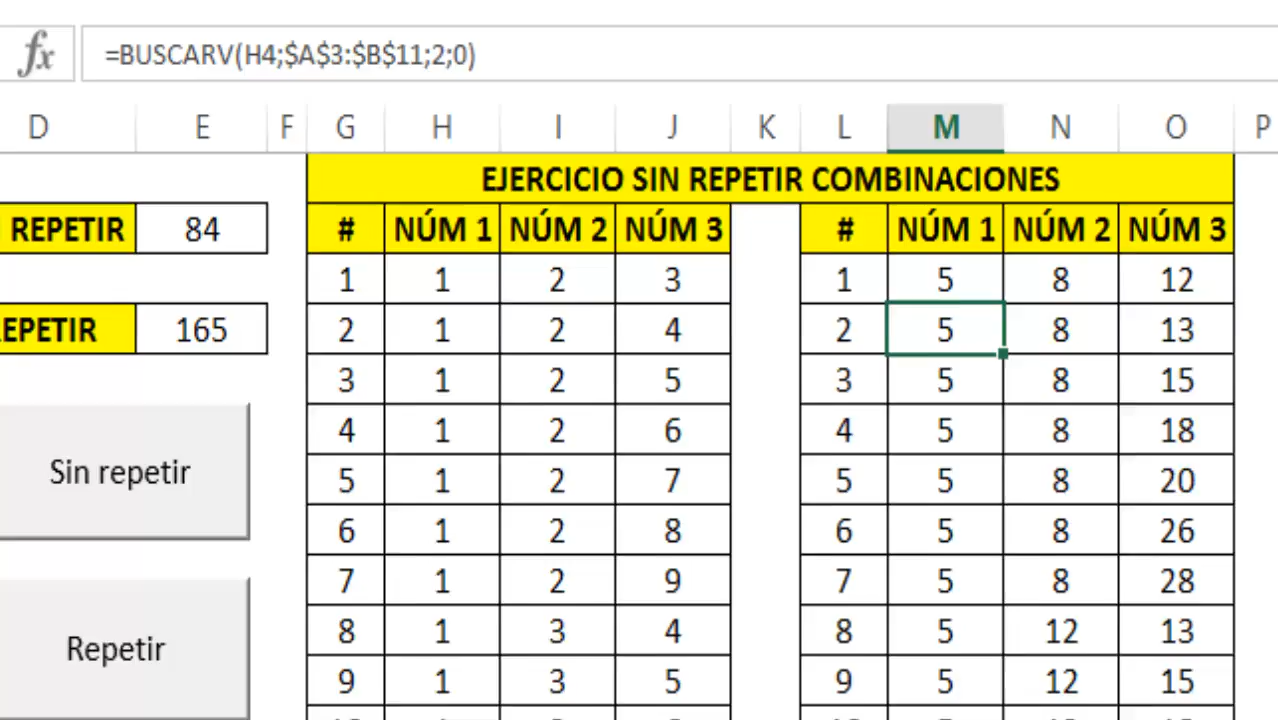 fx =BUSCARV(H4;$A$3:$B$11;2;0)
D E F G H I J K L M N O P
EJERCICIO SIN REPETIR COMBINACIONES
REPETIR 84 # NÚM 1 NÚM 2 NÚM 3 # NÚM 1 NÚM 2 NÚM 3
1 1 2 3 1 5 8 12
EPETIR 165 2 1 2 4 2 5 8 13
3 1 2 5 3 5 8 15
4 1 2 6 4 5 8 18
Sin repetir 5 1 2 7 5 5 8 20
6 1 2 8 6 5 8 26
7 1 2 9 7 5 8 28
Repetir 8 1 3 4 8 5 12 13
9 1 3 5 9 5 12 15